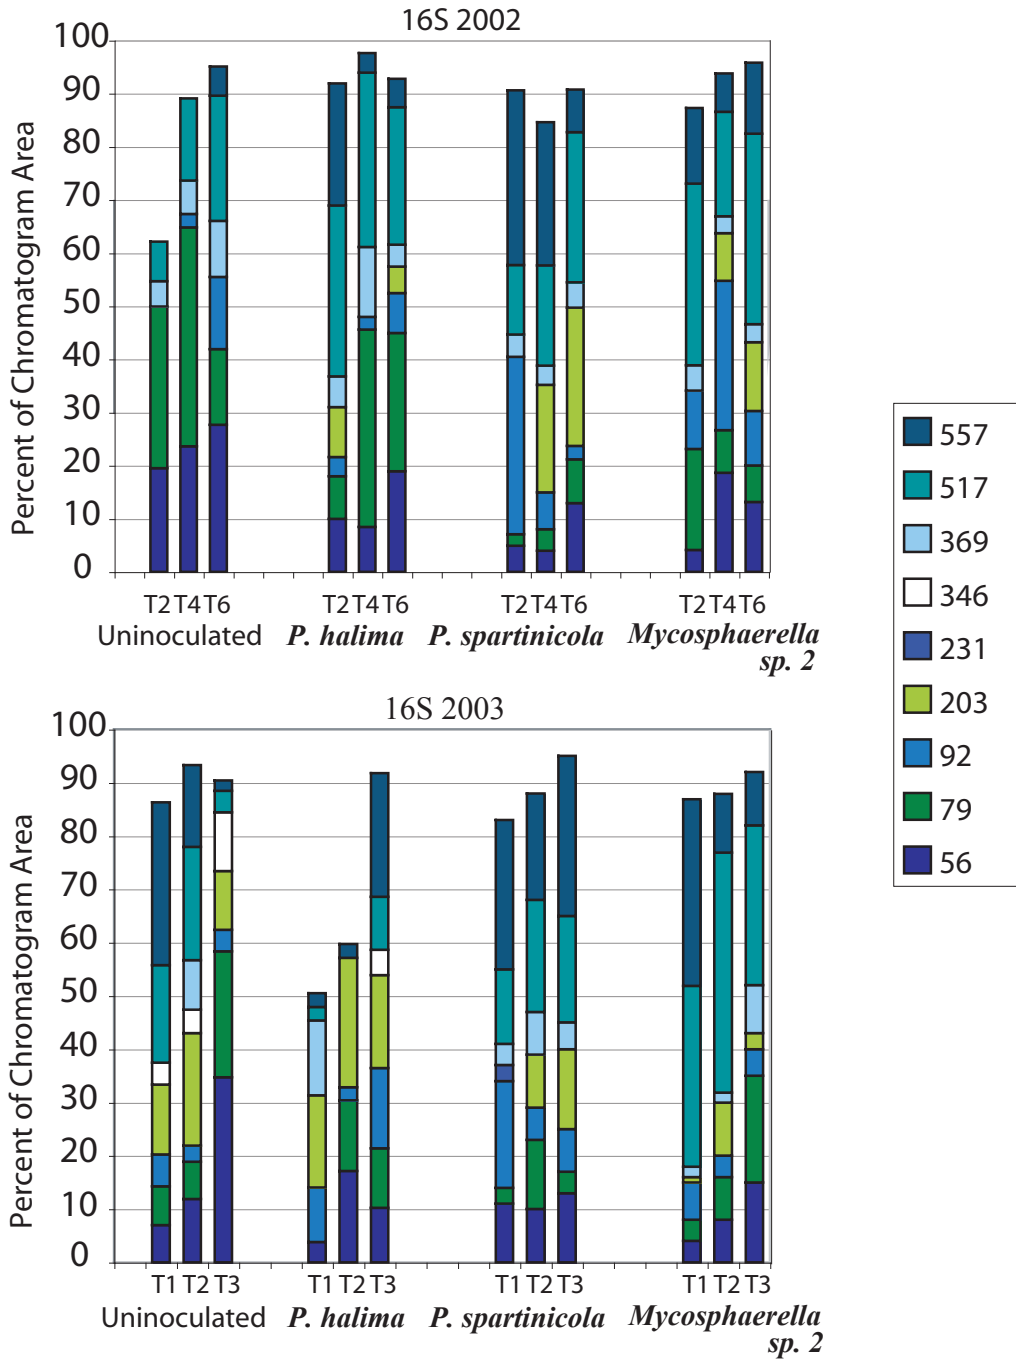 16S 2002
Percent of Chromatogram Area
100
90
80
70
60
50
40
30
20
10
0
T2 T4 T6
T2 T4 T6
T2 T4 T6
T2 T4 T6
Uninoculated
P. halima
P. spartinicola
Mycosphaerella
sp. 2
557
517
369
346
231
203
92
79
56
16S 2003
Percent of Chromatogram Area
100
90
80
70
60
50
40
30
20
10
0
T1 T2 T3
T1 T2 T3
T1 T2 T3
T1 T2 T3
Uninoculated
P. halima
P. spartinicola
Mycosphaerella
sp. 2